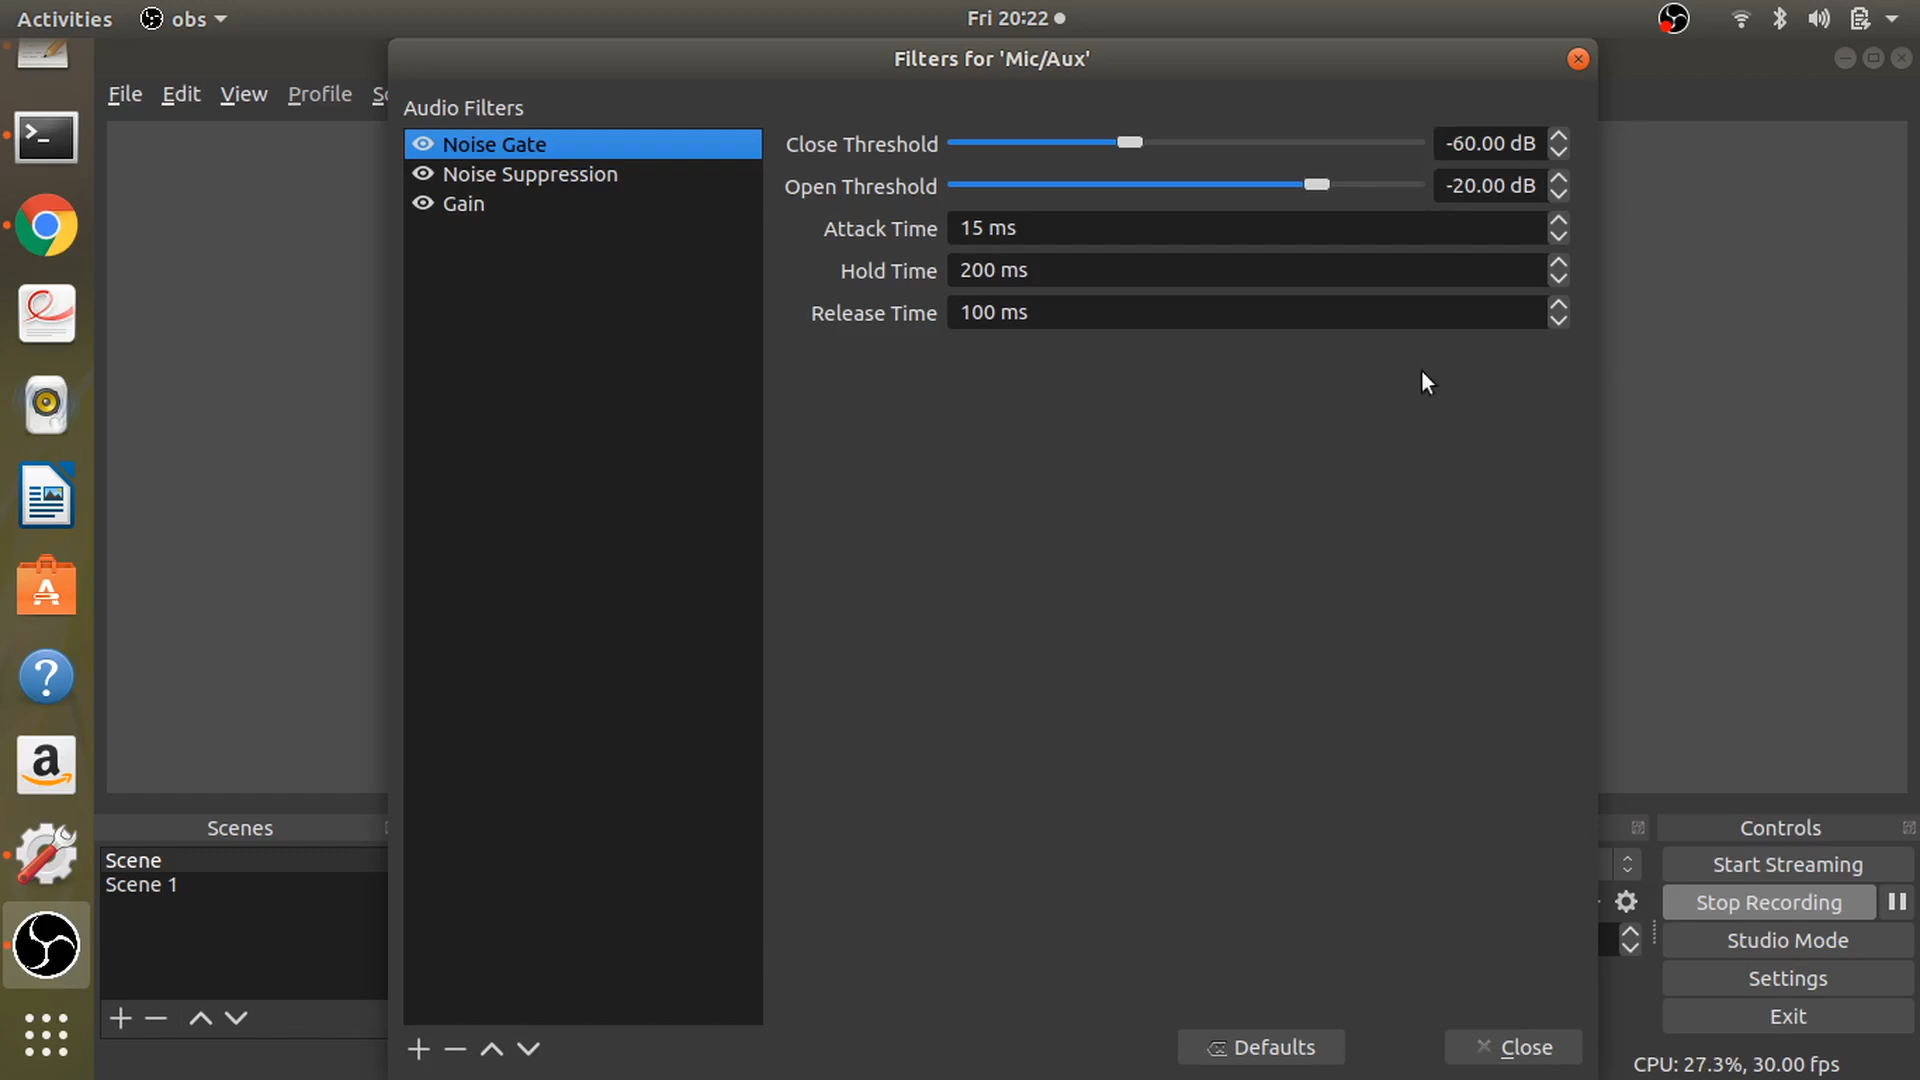 Activities
obs
Fri 20:22
Filters for 'Mic/Aux'
File Edit View Profile
Audio Filters
Noise Gate
Noise Suppression
Gain
Close Threshold -60.00 dB
Open Threshold -20.00 dB
Attack Time 15 ms
Hold Time 200 ms
Release Time 100 ms
Scenes
Scene
Scene 1
Controls
Start Streaming
Stop Recording
Studio Mode
Settings
Exit
Defaults
Close
CPU: 27.3%, 30.00 fps